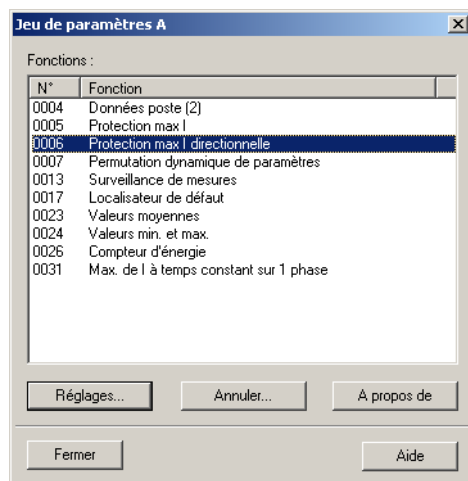 Jeu de paramètres A
Fonctions :
N° Fonction
0004 Données poste (2)
0005 Protection max I
0006 Protection max I directionnelle
0007 Permutation dynamique de paramètres
0013 Surveillance de mesures
0017 Localisateur de défaut
0023 Valeurs moyennes
0024 Valeurs min. et max.
0026 Compteur d'énergie
0031 Max. de I à temps constant sur 1 phase
Réglages... Annuler... A propos de
Fermer Aide